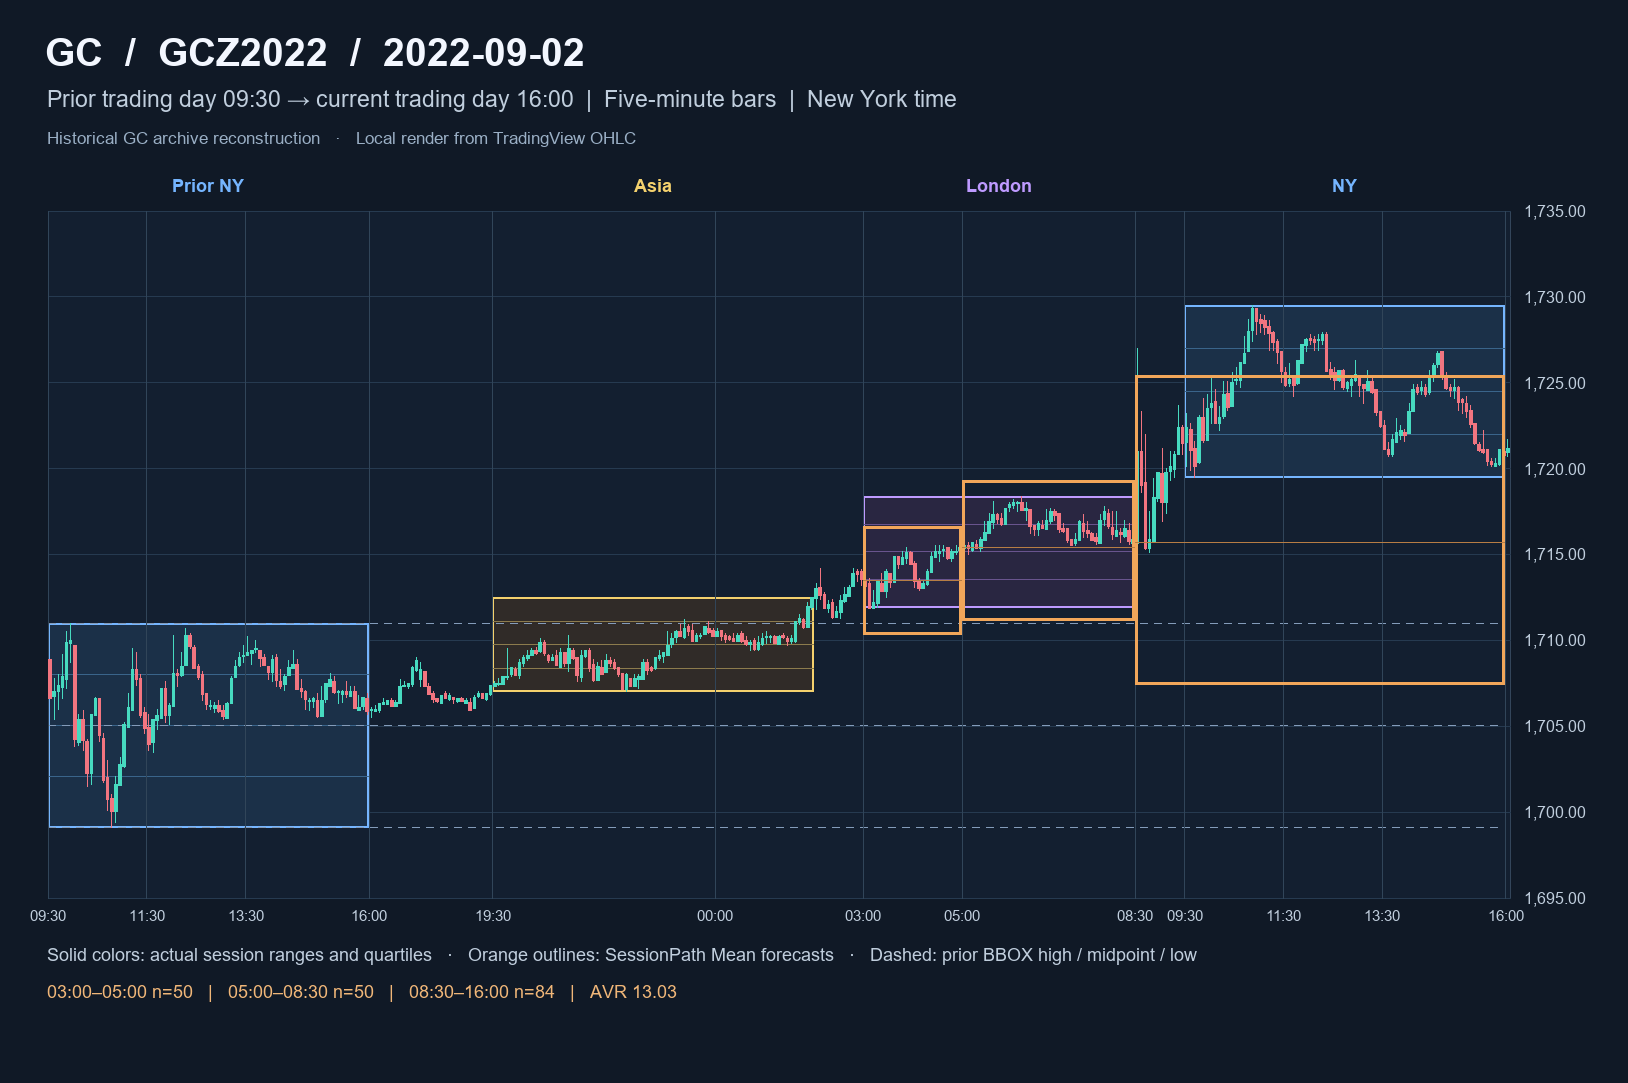 GC / GCZ2022 / 2022-09-02
Prior trading day 09:30 → current trading day 16:00 | Five-minute bars | New York time
Historical GC archive reconstruction · Local render from TradingView OHLC
Prior NY Asia London NY
1,735.00
1,730.00
1,725.00
1,720.00
1,715.00
1,710.00
1,705.00
1,700.00
1,695.00
09:30 11:30 13:30 16:00 19:30 00:00 03:00 05:00 08:30 09:30 11:30 13:30 16:00
Solid colors: actual session ranges and quartiles · Orange outlines: SessionPath Mean forecasts · Dashed: prior BBOX high / midpoint / low
03:00–05:00 n=50 | 05:00–08:30 n=50 | 08:30–16:00 n=84 | AVR 13.03